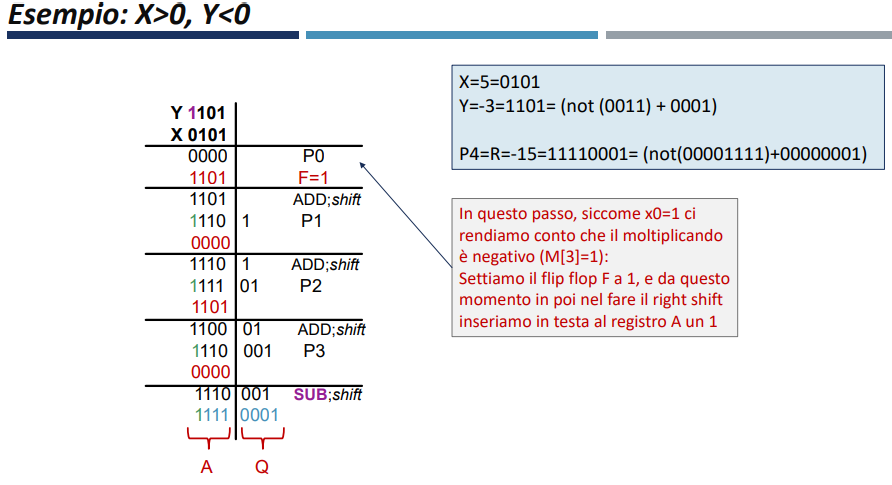 Esempio: X>0, Y<0
X=5=0101
Y=-3=1101= (not (0011) + 0001)
P4=R=-15=11110001= (not(00001111)+00000001)
Y 1101
X 0101
0000 P0
1101 F=1
1101 ADD;shift
1110 1 P1
0000
1110 1 ADD;shift
1111 01 P2
1101
1100 01 ADD;shift
1110 001 P3
0000
1110 001 SUB;shift
1111 0001
A Q
In questo passo, siccome x0=1 ci
rendiamo conto che il moltiplicando
è negativo (M[3]=1):
Settiamo il flip flop F a 1, e da questo
momento in poi nel fare il right shift
inseriamo in testa al registro A un 1